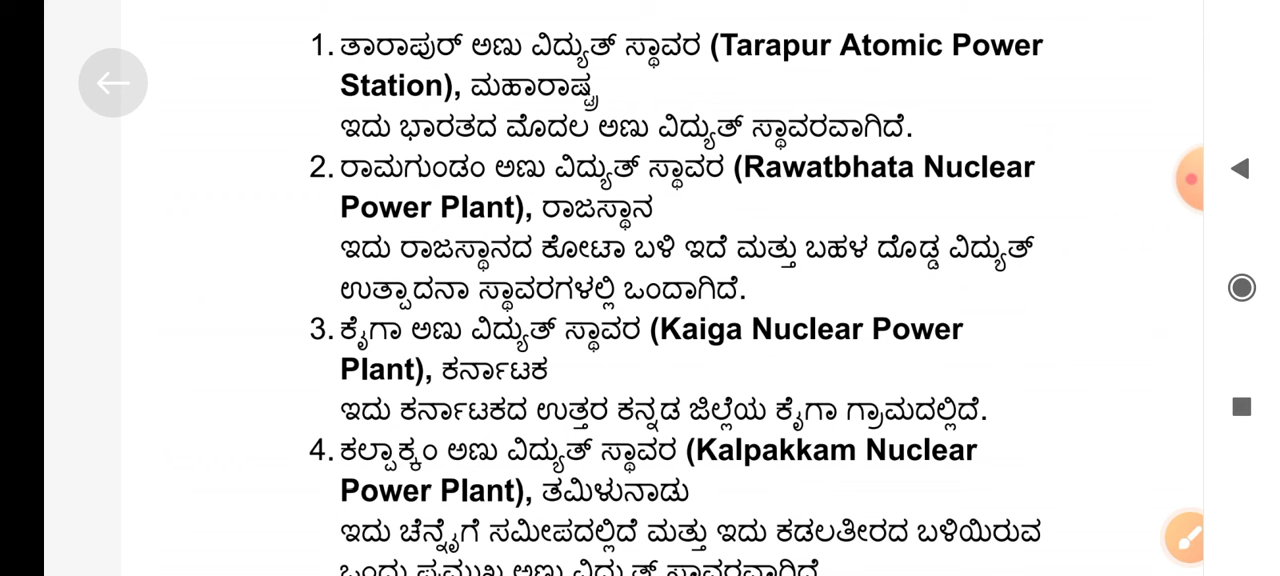 1. ತಾರಾಪುರ್ ಅಣು ವಿದ್ಯುತ್ ಸ್ಥಾವರ (Tarapur Atomic Power
Station), ಮಹಾರಾಷ್ಟ್ರ
ಇದು ಭಾರತದ ಮೊದಲ ಅಣು ವಿದ್ಯುತ್ ಸ್ಥಾವರವಾಗಿದೆ.
2. ರಾಮಗುಂಡಂ ಅಣು ವಿದ್ಯುತ್ ಸ್ಥಾವರ (Rawatbhata Nuclear
Power Plant), ರಾಜಸ್ಥಾನ
ಇದು ರಾಜಸ್ಥಾನದ ಕೋಟಾ ಬಳಿ ಇದೆ ಮತ್ತು ಬಹಳ ದೊಡ್ಡ ವಿದ್ಯುತ್
ಉತ್ಪಾದನಾ ಸ್ಥಾವರಗಳಲ್ಲಿ ಒಂದಾಗಿದೆ.
3. ಕೈಗಾ ಅಣು ವಿದ್ಯುತ್ ಸ್ಥಾವರ (Kaiga Nuclear Power
Plant), ಕರ್ನಾಟಕ
ಇದು ಕರ್ನಾಟಕದ ಉತ್ತರ ಕನ್ನಡ ಜಿಲ್ಲೆಯ ಕೈಗಾ ಗ್ರಾಮದಲ್ಲಿದೆ.
4. ಕಲ್ಪಾಕ್ಕಂ ಅಣು ವಿದ್ಯುತ್ ಸ್ಥಾವರ (Kalpakkam Nuclear
Power Plant), ತಮಿಳುನಾಡು
ಇದು ಚೆನ್ನೈಗೆ ಸಮೀಪದಲ್ಲಿದೆ ಮತ್ತು ಇದು ಕಡಲತೀರದ ಬಳಿಯಿರುವ
ಒಂದು ಪ್ರಮುಖ ಅಣು ವಿದ್ಯುತ್ ಸ್ಥಾವರವಾಗಿದೆ